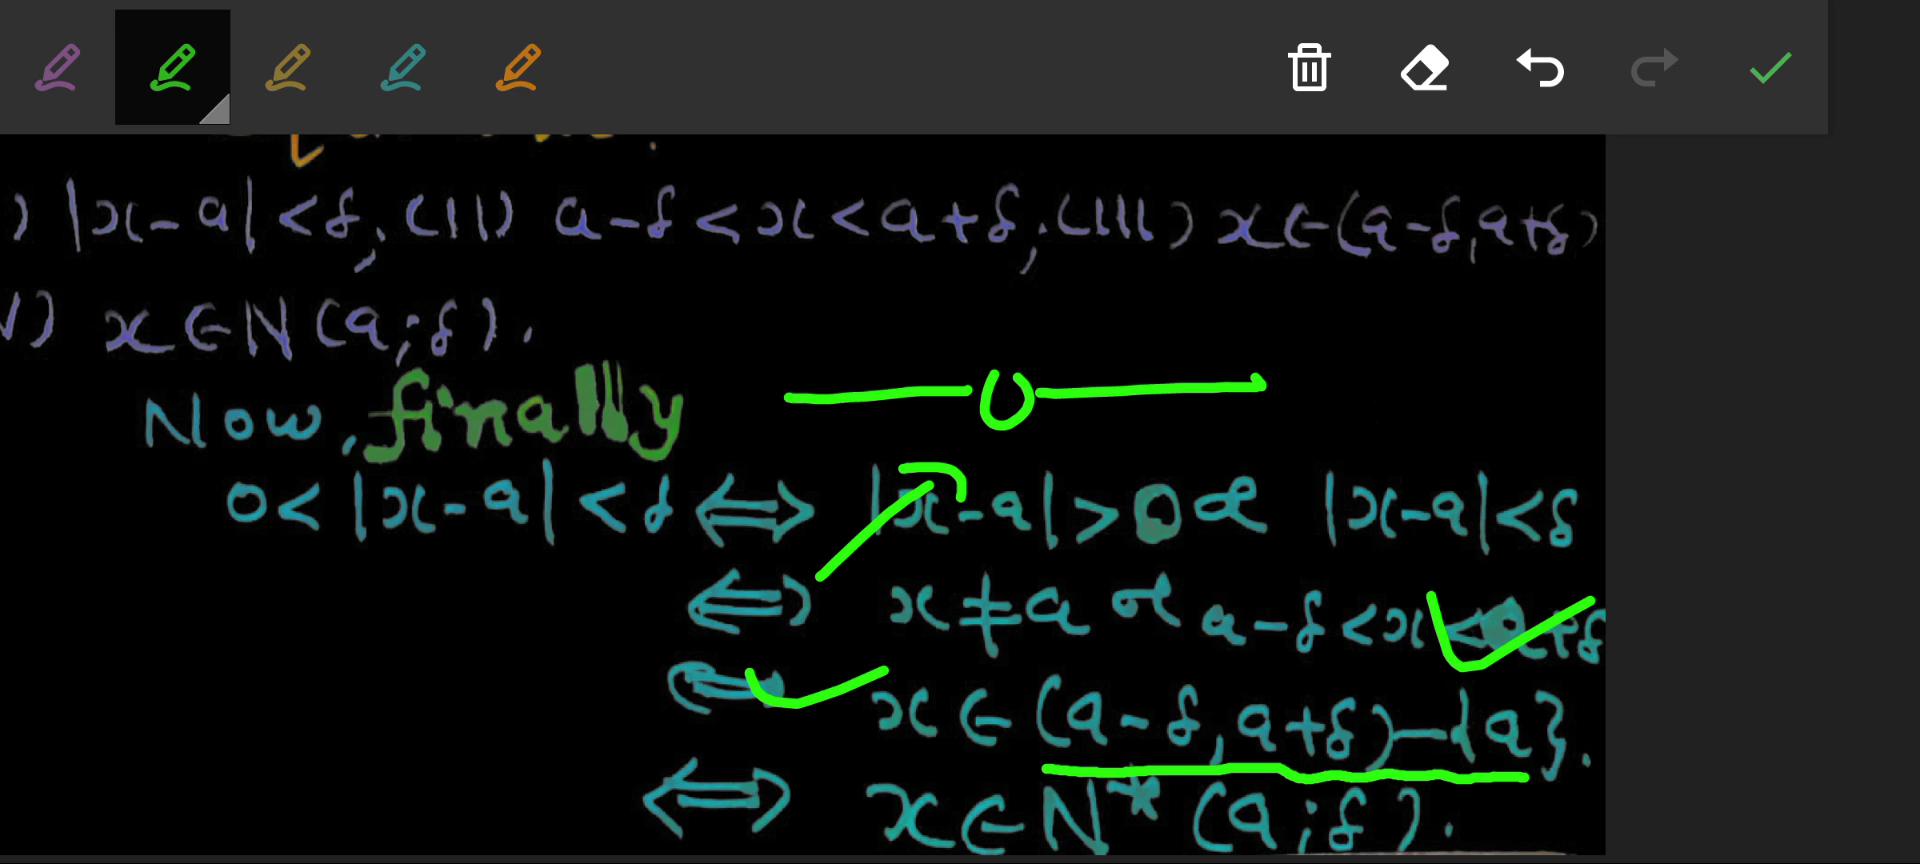 ) |x-a|<δ, (II) a-δ<x<a+δ, (III) x∈(a-δ,a+δ)
V) x∈N(a;δ).
Now, finally
0<|x-a|<δ ⇔ |x-a|>0 & |x-a|<δ
⇔ x≠a & a-δ<x<a+δ
x∈(a-δ,a+δ)-{a}.
⇔ x∈N*(a;δ).